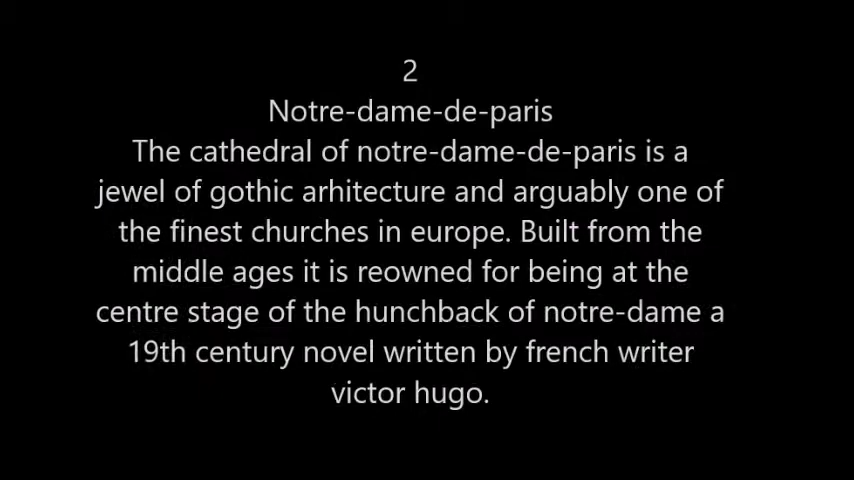 2
Notre-dame-de-paris
The cathedral of notre-dame-de-paris is a
jewel of gothic arhitecture and arguably one of
the finest churches in europe. Built from the
middle ages it is reowned for being at the
centre stage of the hunchback of notre-dame a
19th century novel written by french writer
victor hugo.